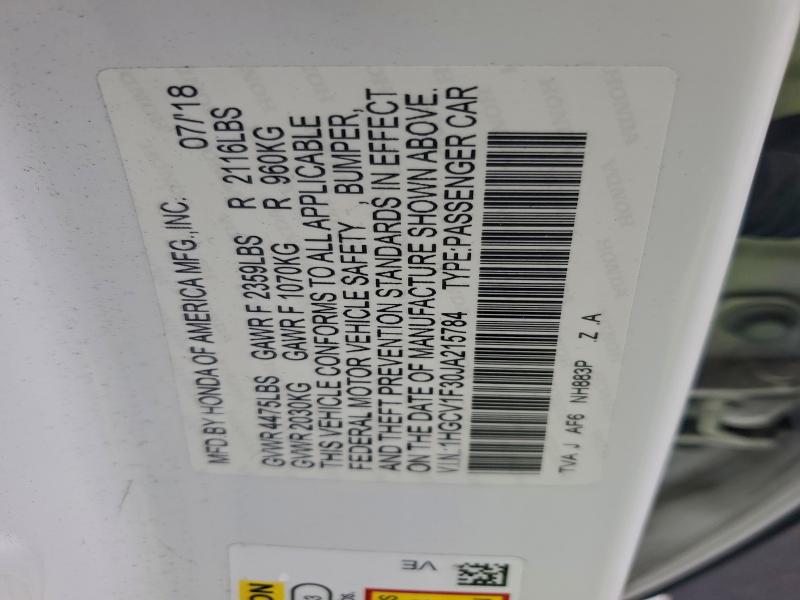 MFD.BY HONDA OF AMERICA MFG.,INC. 07/'18
GVWR 4475LBS GAWR F 2359LBS R 2116LBS
GVWR 2030KG GAWR F 1070KG R 960KG
THIS VEHICLE CONFORMS TO ALL APPLICABLE
FEDERAL MOTOR VEHICLE SAFETY , BUMPER,
AND THEFT PREVENTION STANDARDS IN EFFECT
ON THE DATE OF MANUFACTURE SHOWN ABOVE.
V.I.N.:1HGCV1F30JA215784 TYPE:PASSENGER CAR
TVA J AF6 NH883P .Z .A
VE